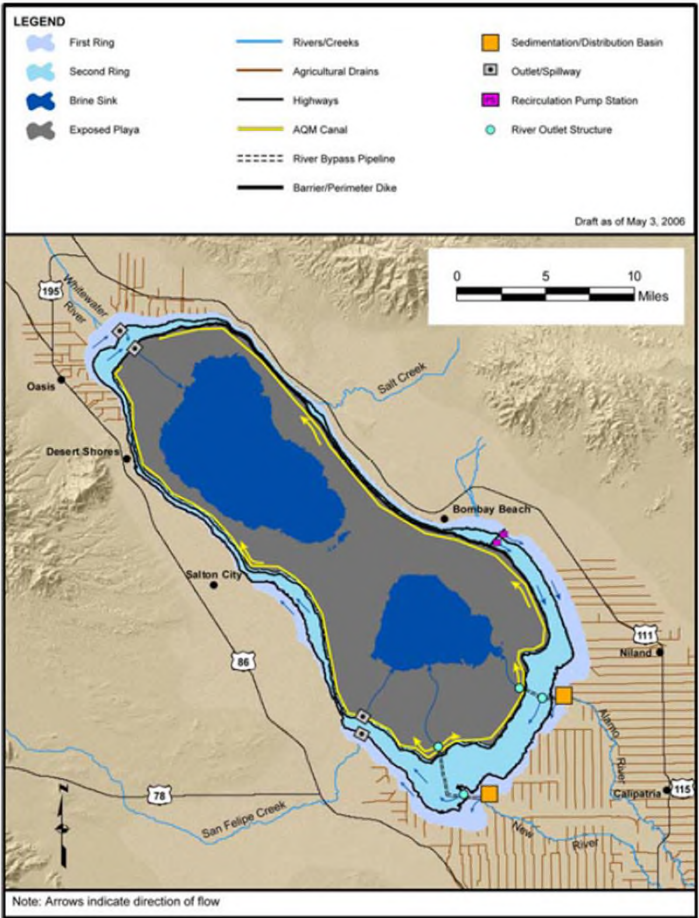 LEGEND
First Ring
Second Ring
Brine Sink
Exposed Playa
Rivers/Creeks
Agricultural Drains
Highways
AQM Canal
River Bypass Pipeline
Barrier/Perimeter Dike
Sedimentation/Distribution Basin
Outlet/Spillway
Recirculation Pump Station
River Outlet Structure
Draft as of May 3, 2006
0 5 10
Miles
195
Whitewater
River
Oasis
Salt Creek
Desert Shores
Bombay Beach
Salton City
111
Niland
86
Alamo
River
78
Calipatria
115
San Felipe Creek
New
River
N
Note: Arrows indicate direction of flow